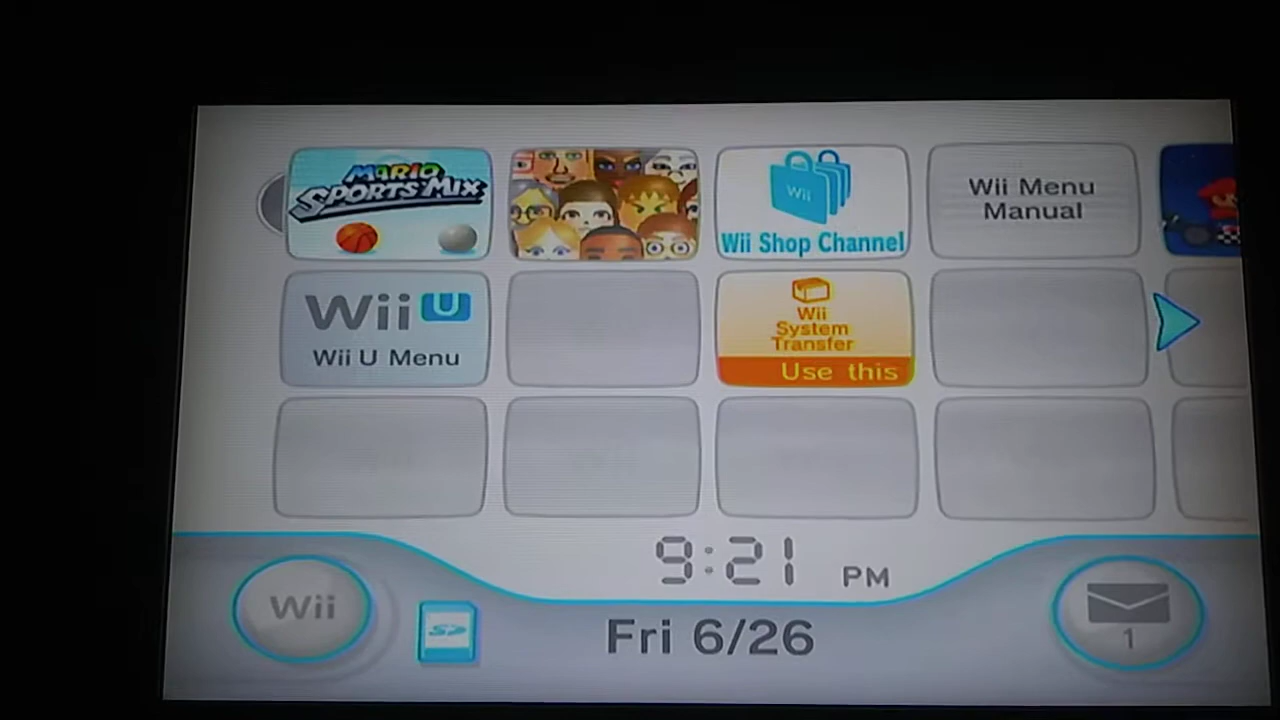 MARIO
SPORTS MIX
Wii
Wii Shop Channel
Wii Menu
Manual
Wii U
Wii U Menu
Wii
System
Transfer
Use this
9:21 PM
Wii
SD
Fri 6/26
1